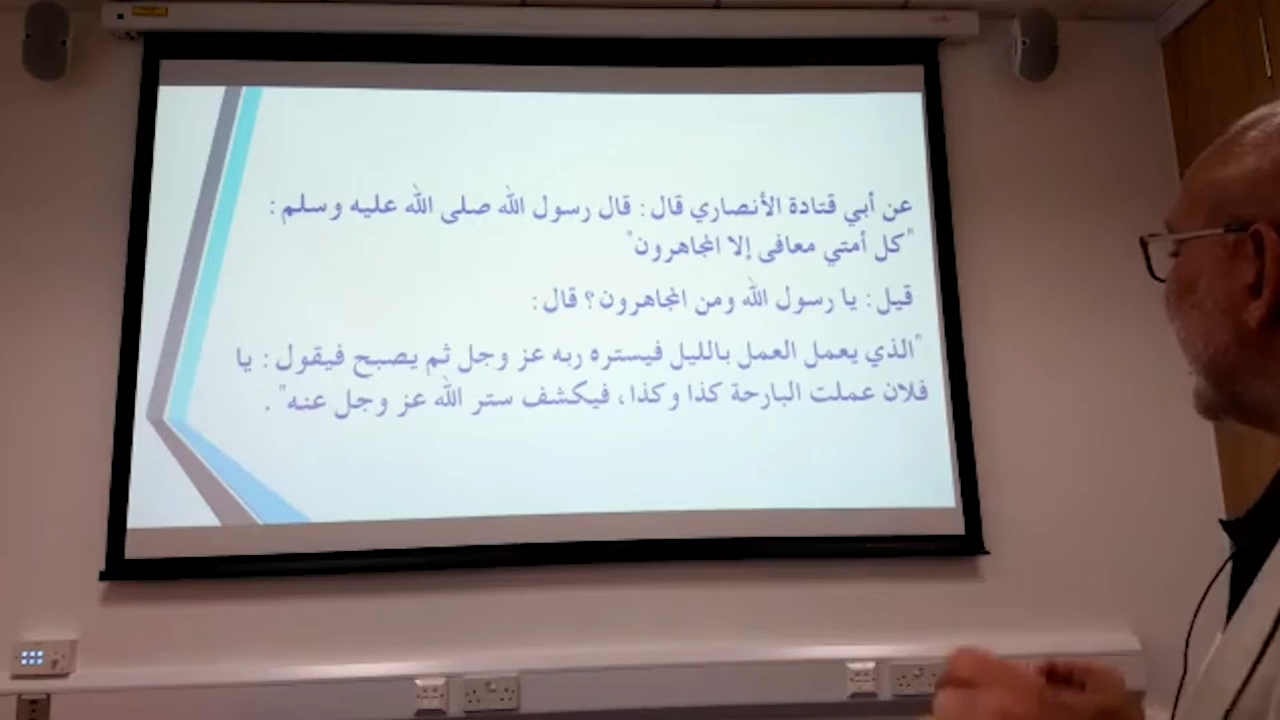 عن أبي قتادة الأنصاري قال: قال رسول الله صلى الله عليه وسلم:
"كل أمتي معافى إلا المجاهرون"
قيل: يا رسول الله ومن المجاهرون؟ قال:
"الذي يعمل العمل بالليل فيستره ربه عز وجل ثم يصبح فيقول: يا
فلان عملت البارحة كذا وكذا، فيكشف ستر الله عز وجل عنه".